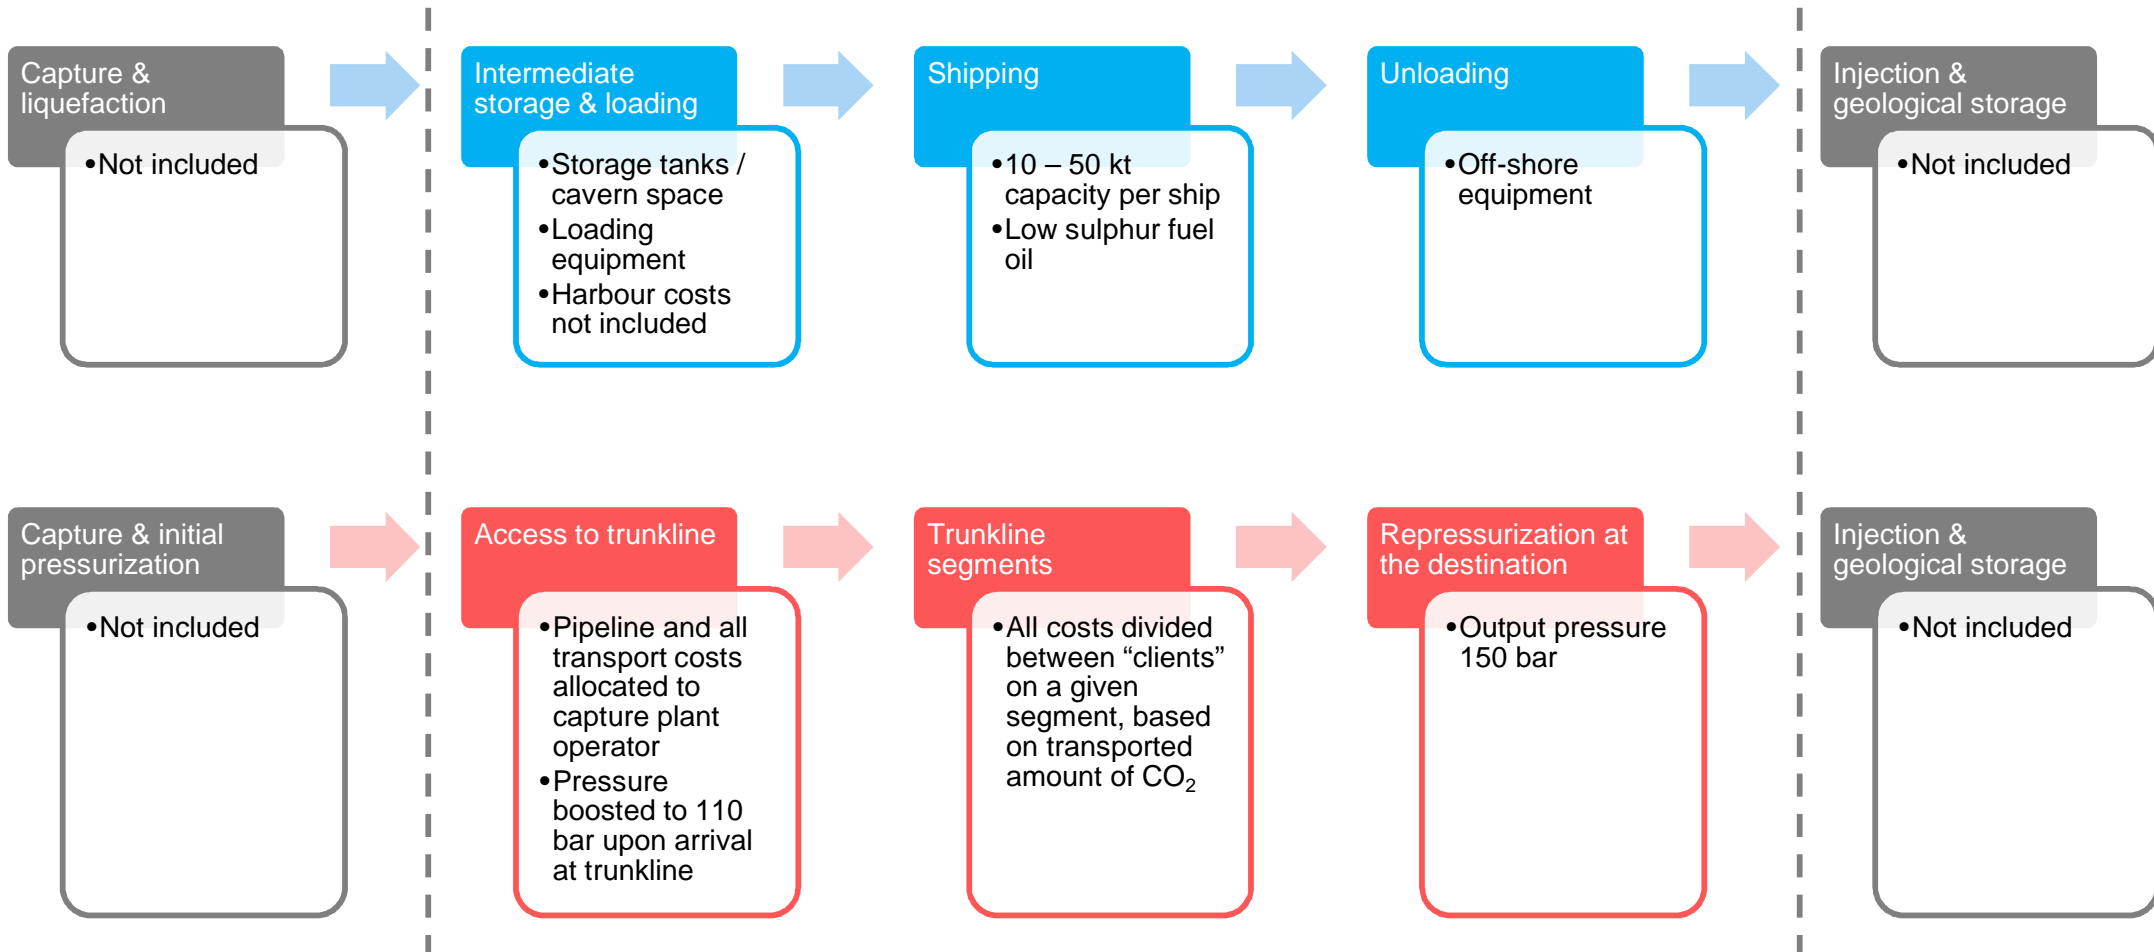 Capture &
liquefaction
•Not included
Intermediate
storage & loading
•Storage tanks /
cavern space
•Loading
equipment
•Harbour costs
not included
Shipping
•10 – 50 kt
capacity per ship
•Low sulphur fuel
oil
Unloading
•Off-shore
equipment
Injection &
geological storage
•Not included
Capture & initial
pressurization
•Not included
Access to trunkline
•Pipeline and all
transport costs
allocated to
capture plant
operator
•Pressure
boosted to 110
bar upon arrival
at trunkline
Trunkline
segments
•All costs divided
between “clients”
on a given
segment, based
on transported
amount of CO₂
Repressurization at
the destination
•Output pressure
150 bar
Injection &
geological storage
•Not included